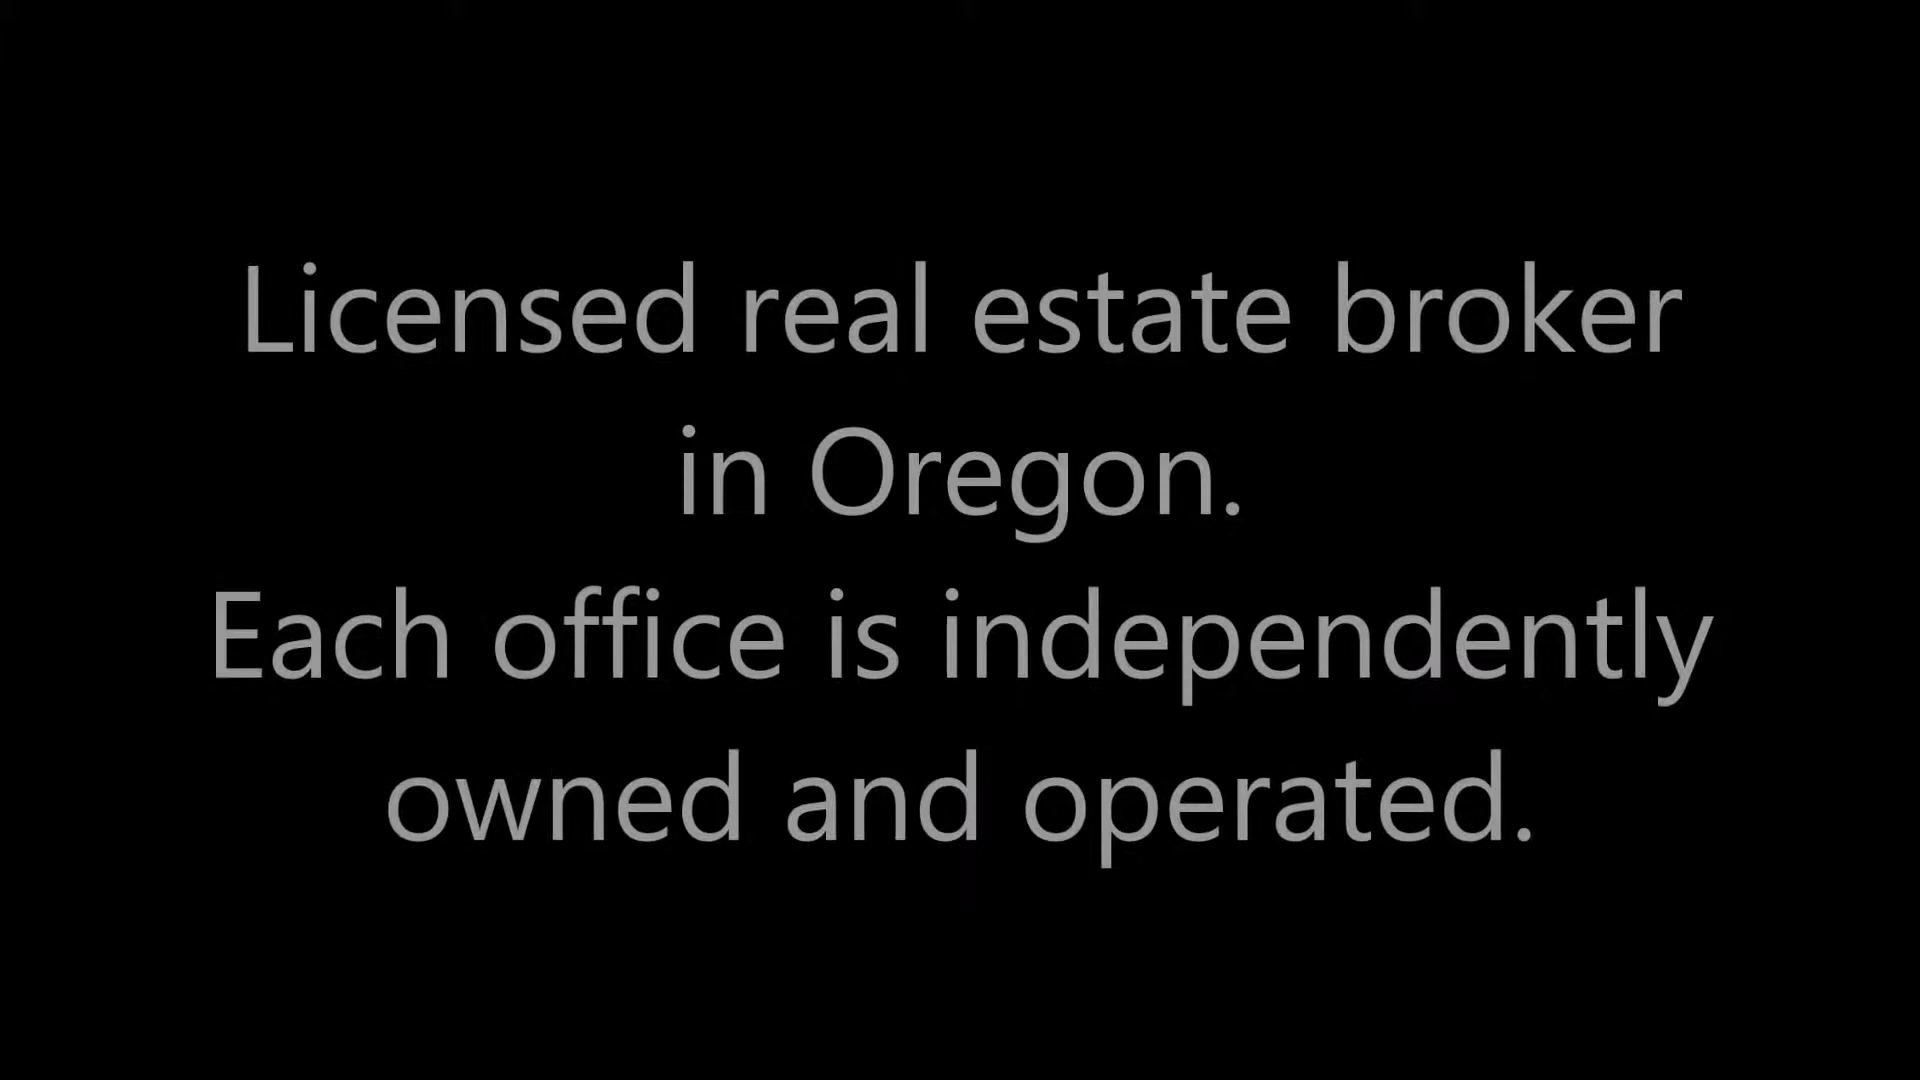 Licensed real estate broker
in Oregon.
Each office is independently
owned and operated.